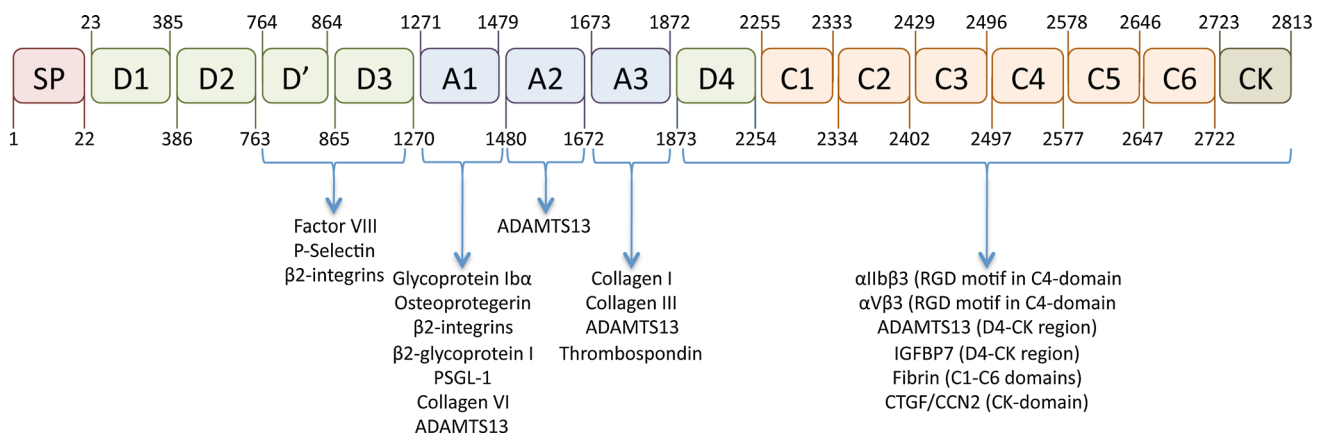 23 385 764 864 1271 1479 1673 1872 2255 2333 2429 2496 2578 2646 2723 2813
SP D1 D2 D’ D3 A1 A2 A3 D4 C1 C2 C3 C4 C5 C6 CK
1 22 386 763 865 1270 1480 1672 1873 2254 2334 2402 2497 2577 2647 2722
Factor VIII
P-Selectin
β2-integrins
Glycoprotein Ibα
Osteoprotegerin
β2-integrins
β2-glycoprotein I
PSGL-1
Collagen VI
ADAMTS13
ADAMTS13
Collagen I
Collagen III
ADAMTS13
Thrombospondin
αIIbβ3 (RGD motif in C4-domain
αVβ3 (RGD motif in C4-domain
ADAMTS13 (D4-CK region)
IGFBP7 (D4-CK region)
Fibrin (C1-C6 domains)
CTGF/CCN2 (CK-domain)